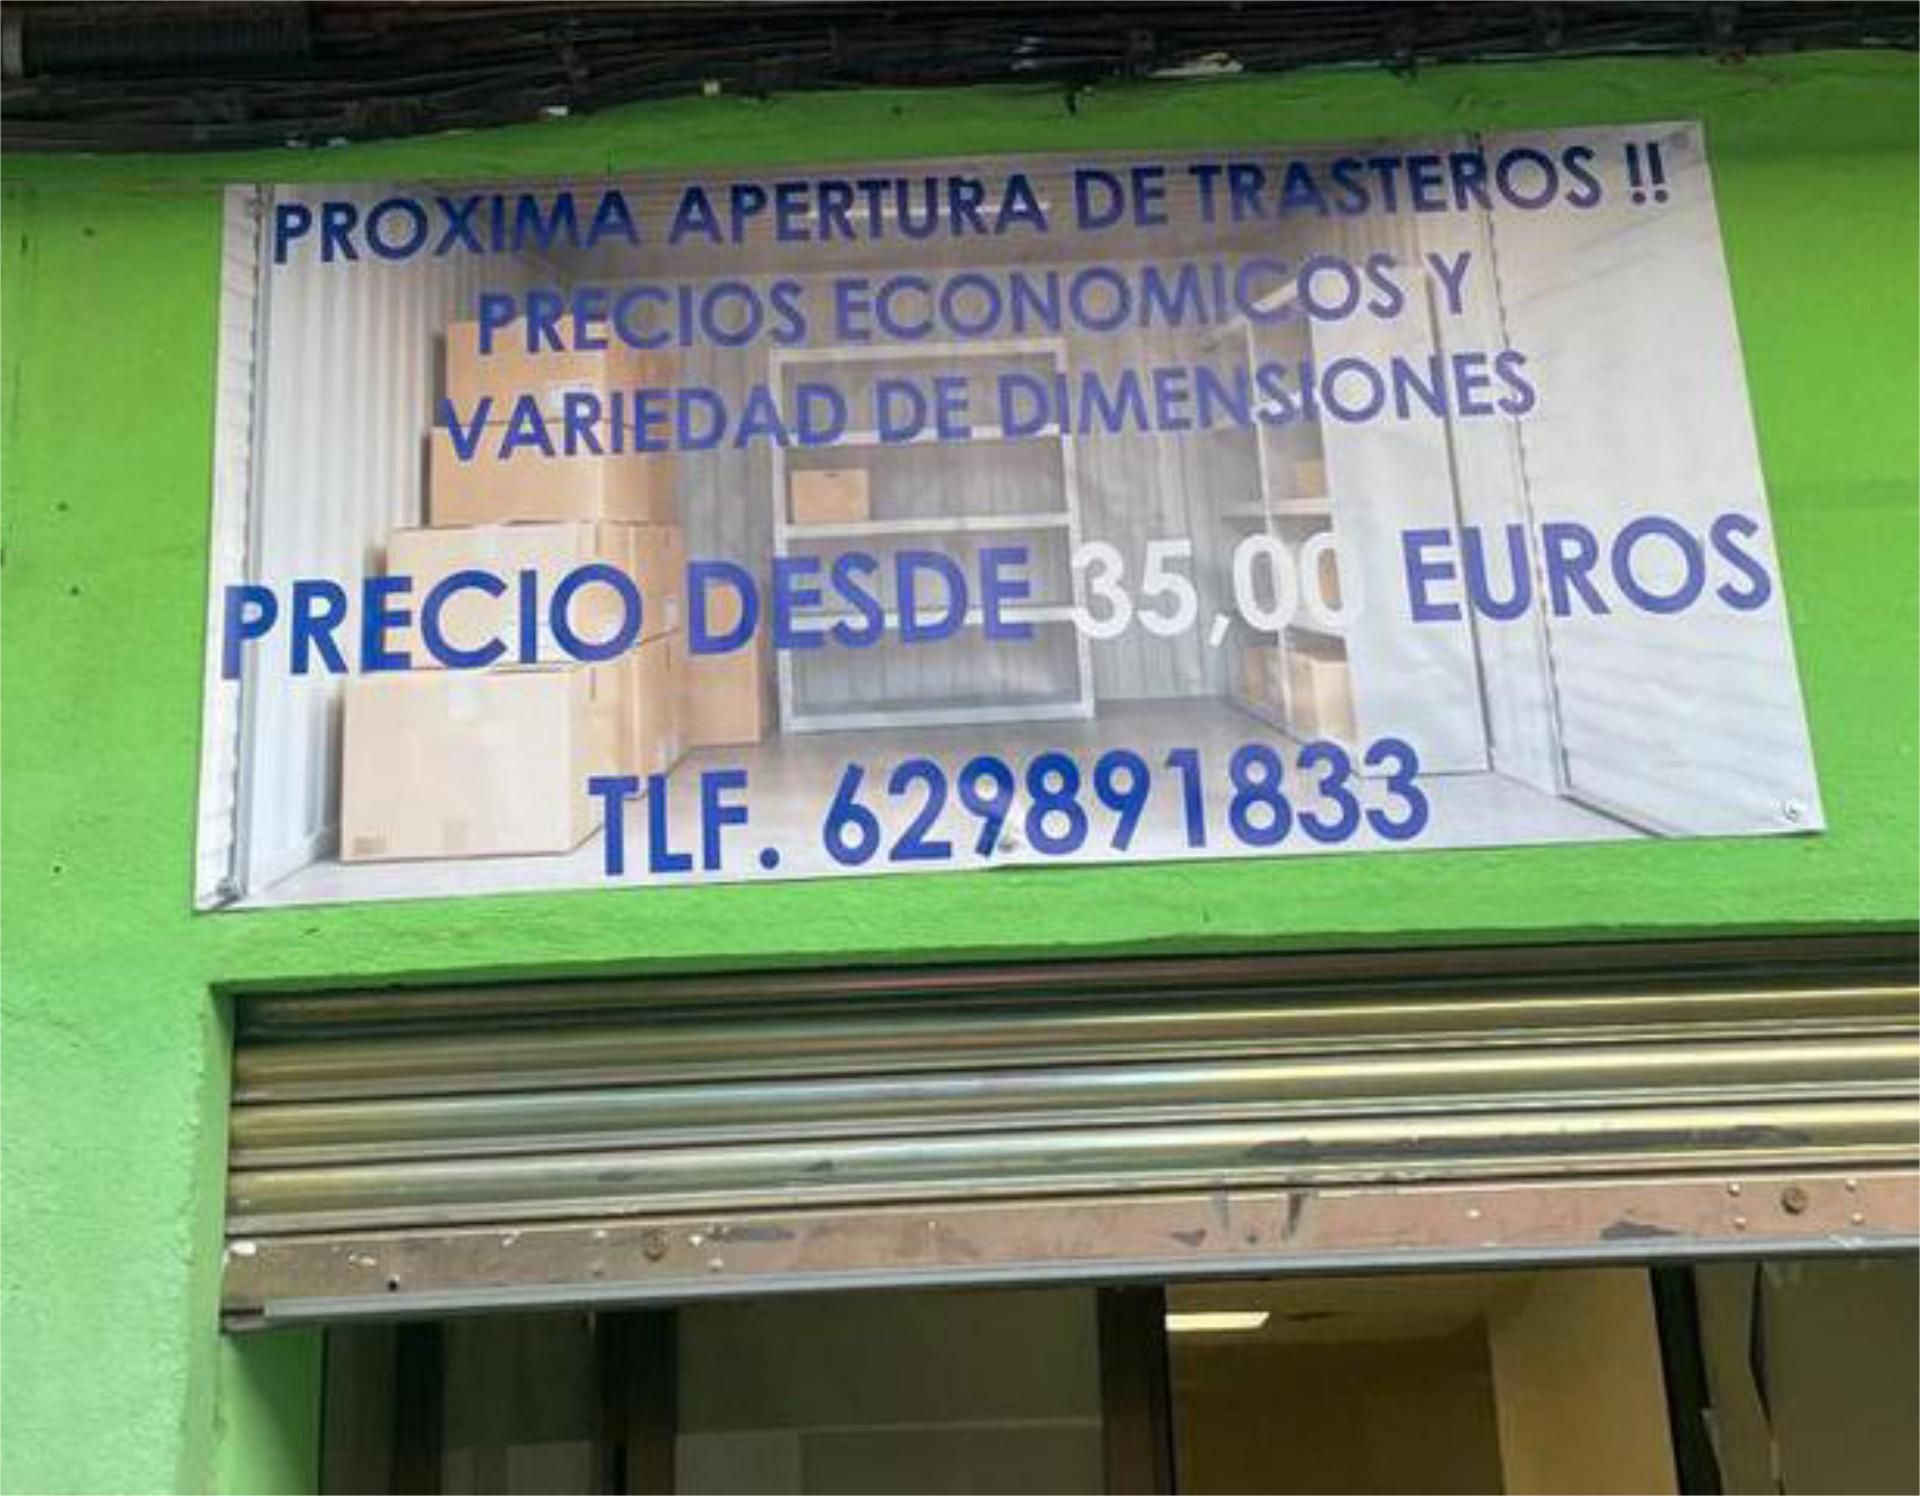 PROXIMA APERTURA DE TRASTEROS !!
PRECIOS ECONOMICOS Y
VARIEDAD DE DIMENSIONES
PRECIO DESDE 35,00 EUROS
TLF. 629891833